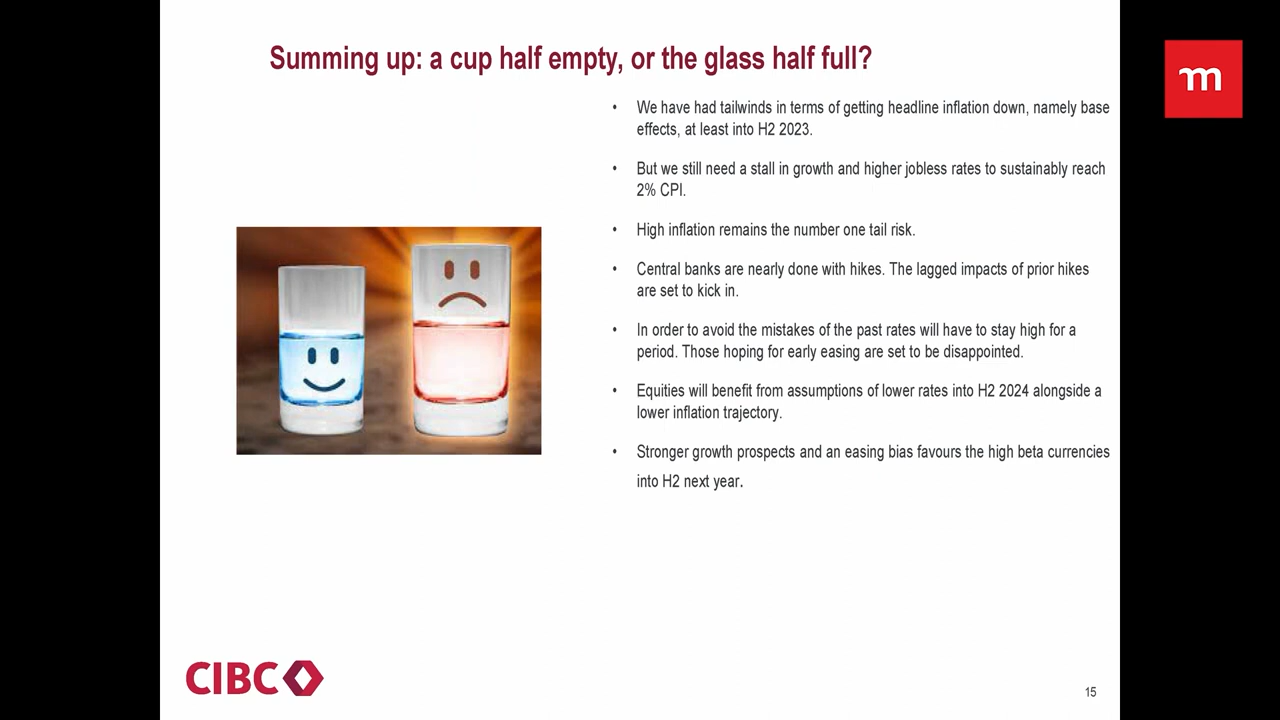 Summing up: a cup half empty, or the glass half full?
• We have had tailwinds in terms of getting headline inflation down, namely base
effects, at least into H2 2023.
• But we still need a stall in growth and higher jobless rates to sustainably reach
2% CPI.
• High inflation remains the number one tail risk.
• Central banks are nearly done with hikes. The lagged impacts of prior hikes
are set to kick in.
• In order to avoid the mistakes of the past rates will have to stay high for a
period. Those hoping for early easing are set to be disappointed.
• Equities will benefit from assumptions of lower rates into H2 2024 alongside a
lower inflation trajectory.
• Stronger growth prospects and an easing bias favours the high beta currencies
into H2 next year.
CIBC
15
m